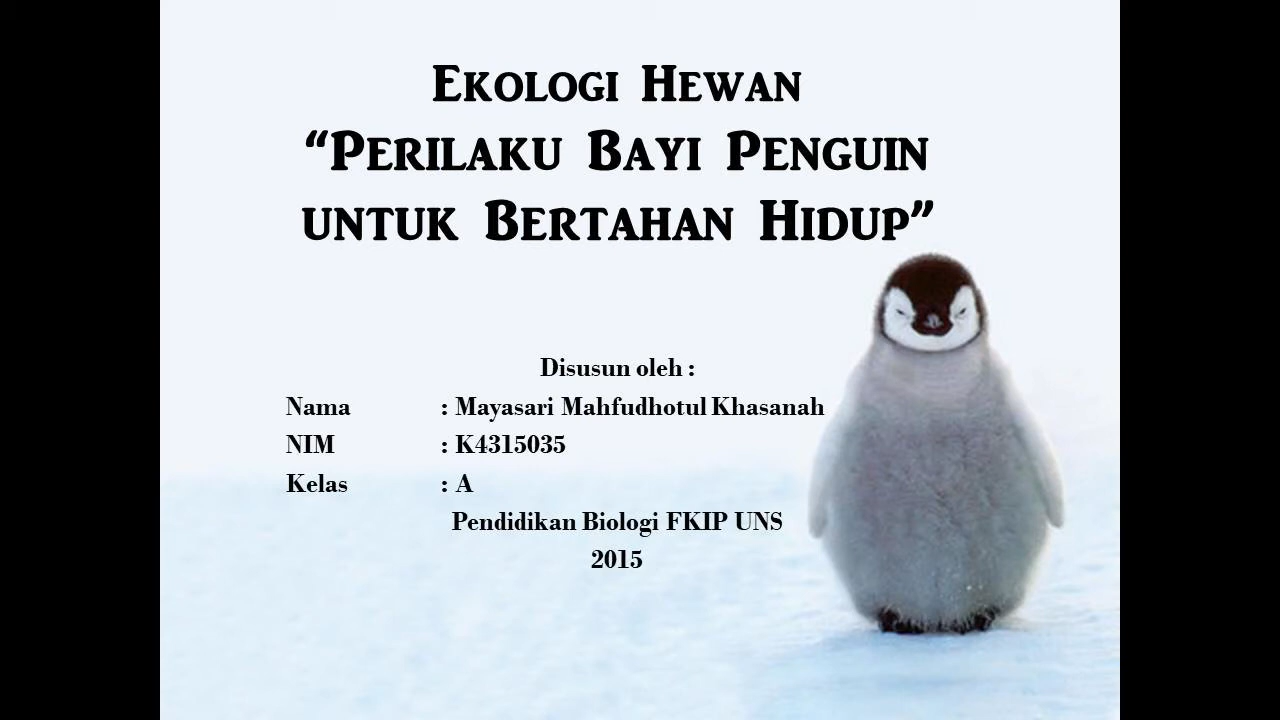 Ekologi Hewan
“Perilaku Bayi Penguin
untuk Bertahan Hidup”
Disusun oleh :
Nama : Mayasari Mahfudhotul Khasanah
NIM : K4315035
Kelas : A
Pendidikan Biologi FKIP UNS
2015